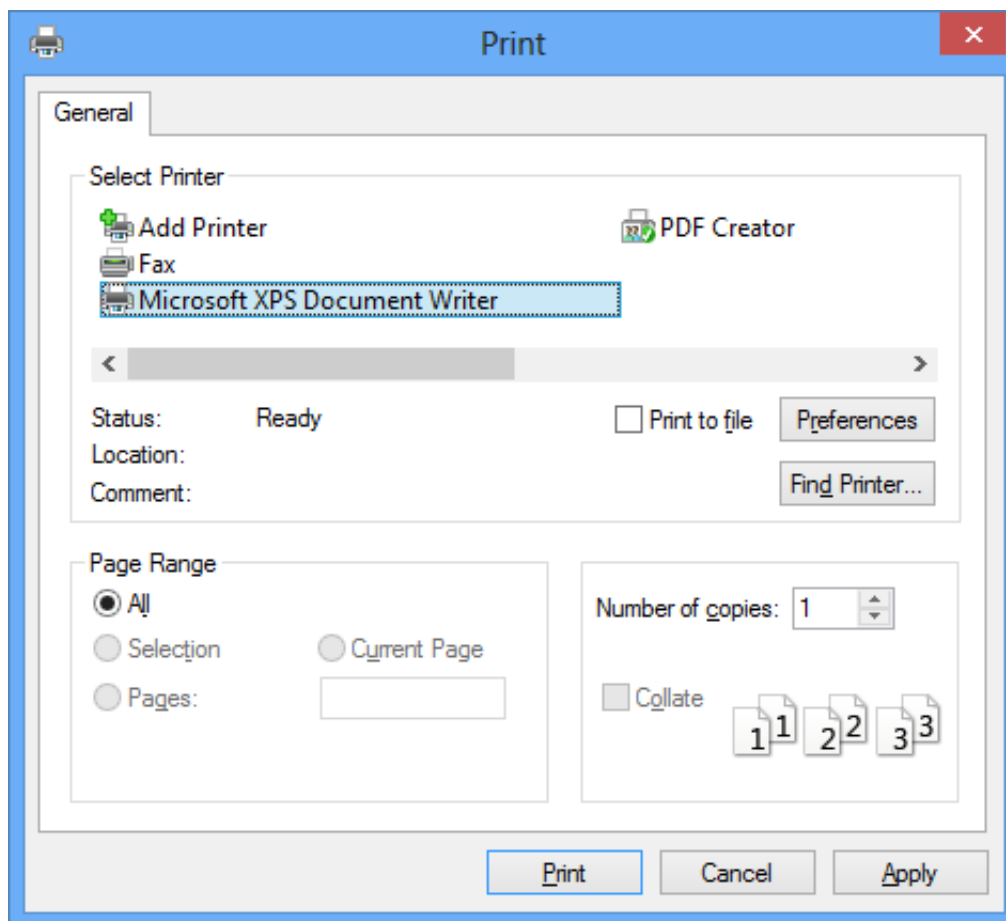 Print
General
Select Printer
Add Printer PDF Creator
Fax
Microsoft XPS Document Writer
Status: Ready Print to file Preferences
Location:
Comment: Find Printer...
Page Range
All Number of copies: 1
Selection Current Page
Pages: Collate
1 1 2 2 3 3
Print Cancel Apply